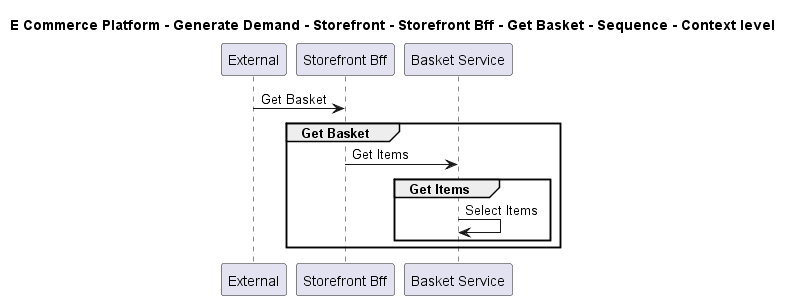 E Commerce Platform - Generate Demand - Storefront - Storefront Bff - Get Basket - Sequence - Context level
External Storefront Bff Basket Service
Get Basket
Get Basket
Get Items
Get Items
Select Items
External Storefront Bff Basket Service